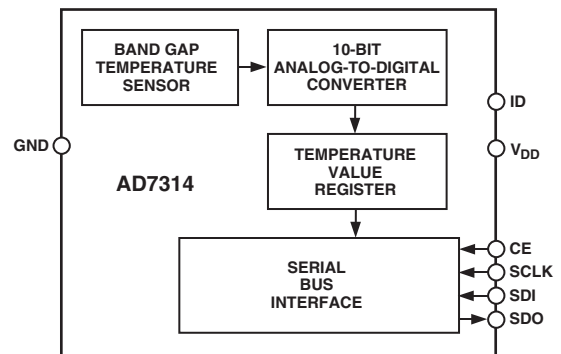 BAND GAP
TEMPERATURE
SENSOR
10-BIT
ANALOG-TO-DIGITAL
CONVERTER
ID
GND
VDD
TEMPERATURE
VALUE
REGISTER
AD7314
SERIAL
BUS
INTERFACE
CE
SCLK
SDI
SDO